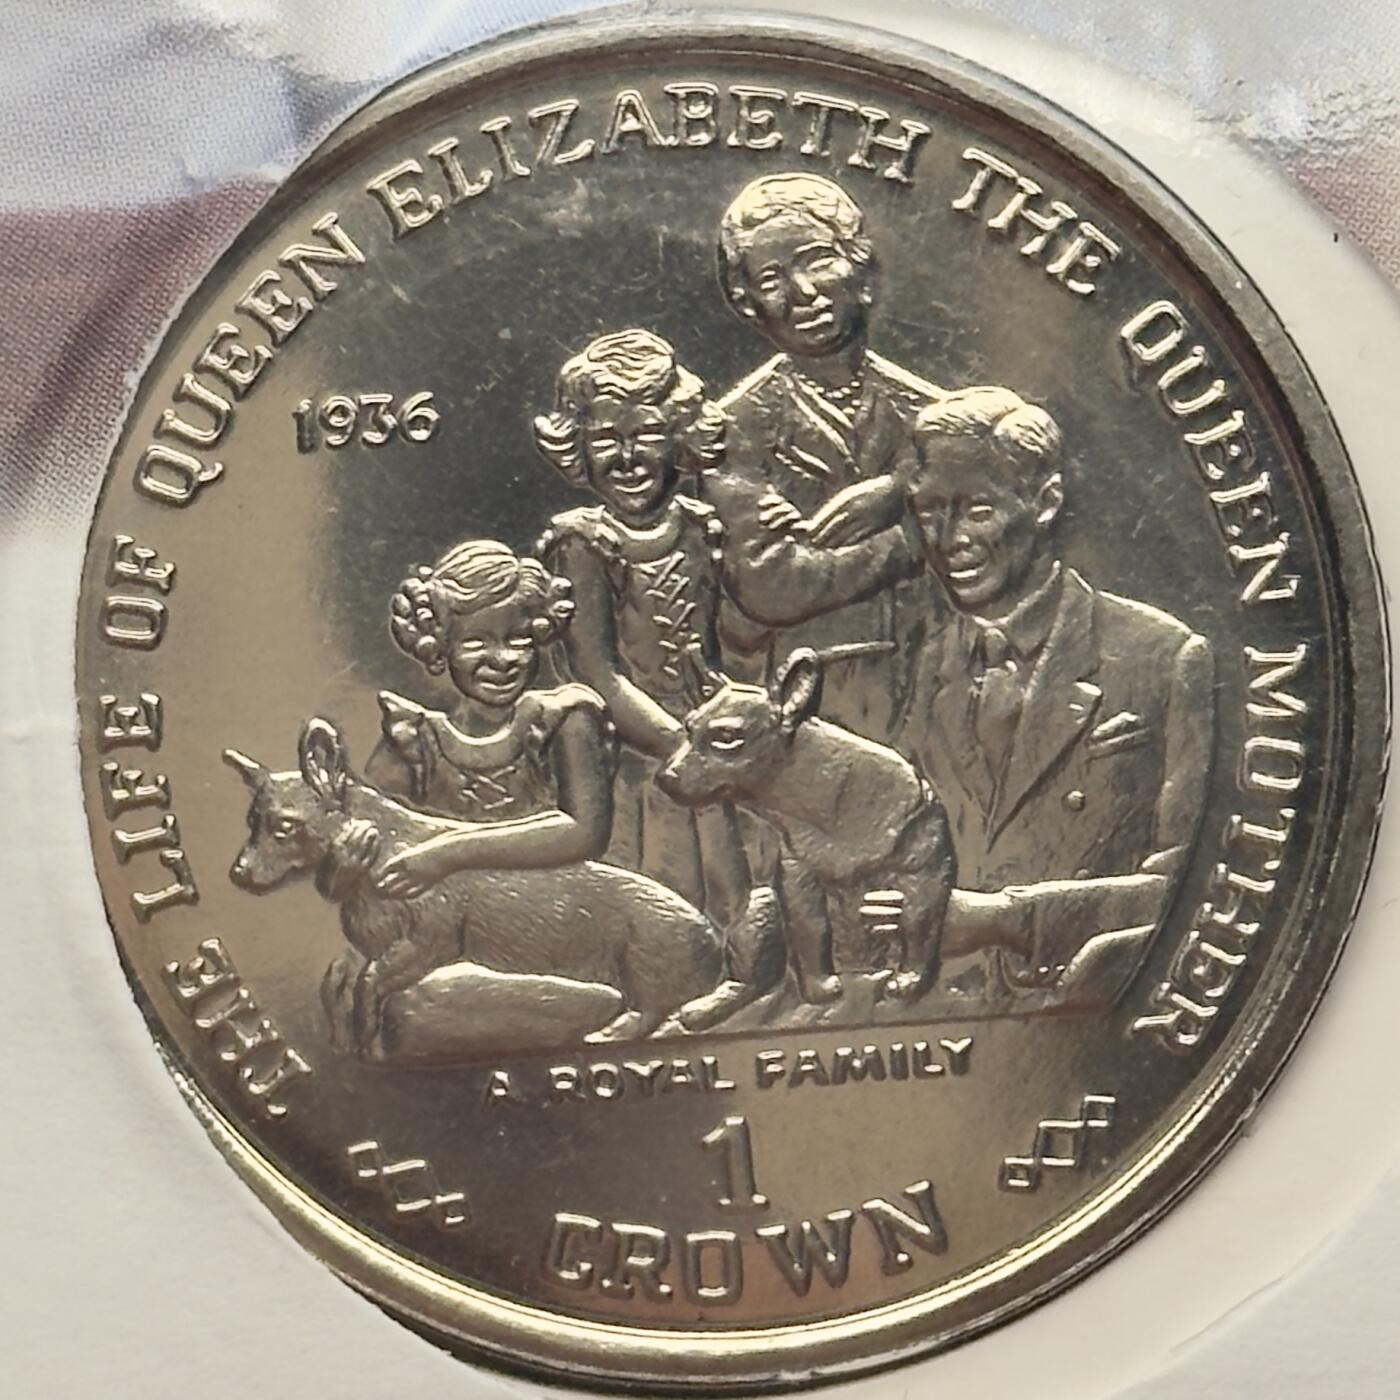 THE LIFE OF QUEEN ELIZABETH THE QUEEN MOTHER
1936
A ROYAL FAMILY
1
CROWN